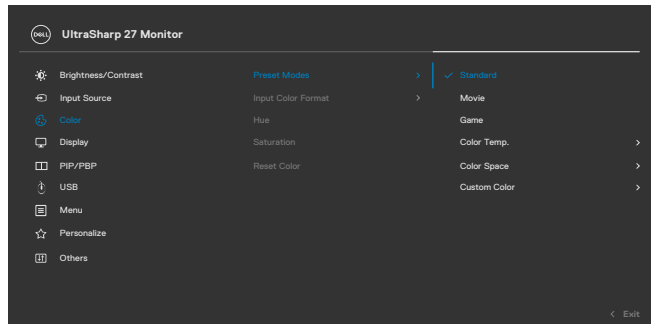 DELL UltraSharp 27 Monitor
Brightness/Contrast Preset Modes Standard
Input Source Input Color Format Movie
Color Hue Game
Display Saturation Color Temp.
PIP/PBP Reset Color Color Space
USB Custom Color
Menu
Personalize
Others
Exit